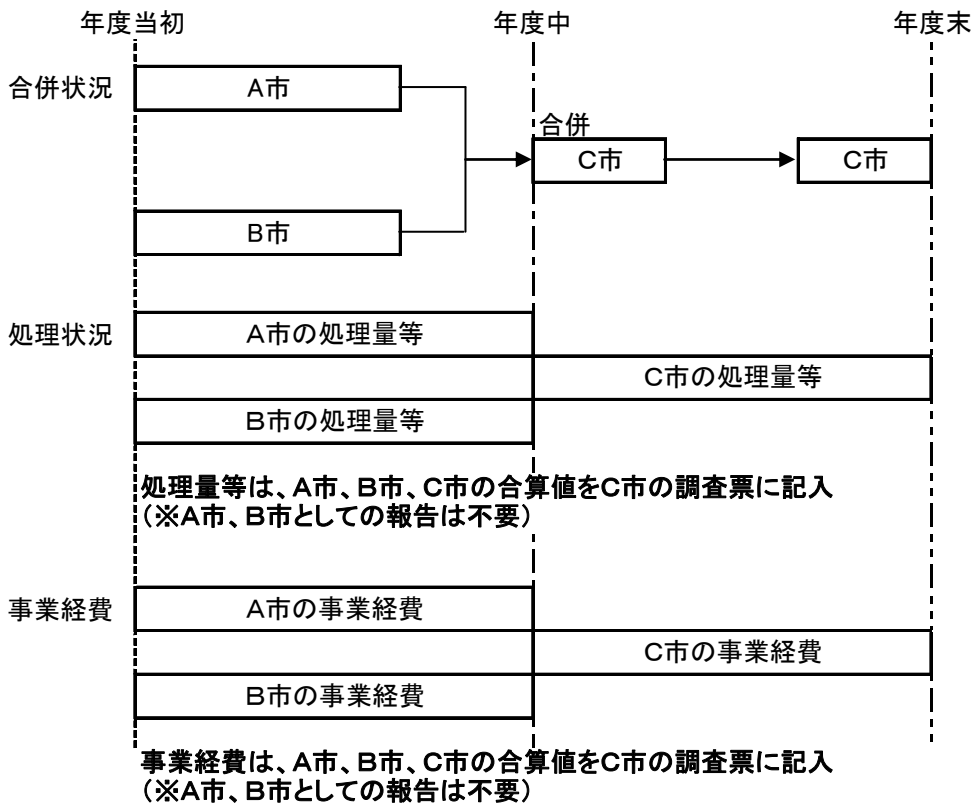 年度当初 年度中 年度末
合併状況 A市
合併
C市 C市
B市
処理状況 A市の処理量等
C市の処理量等
B市の処理量等
処理量等は、A市、B市、C市の合算値をC市の調査票に記入
(※A市、B市としての報告は不要)
事業経費 A市の事業経費
C市の事業経費
B市の事業経費
事業経費は、A市、B市、C市の合算値をC市の調査票に記入
(※A市、B市としての報告は不要)